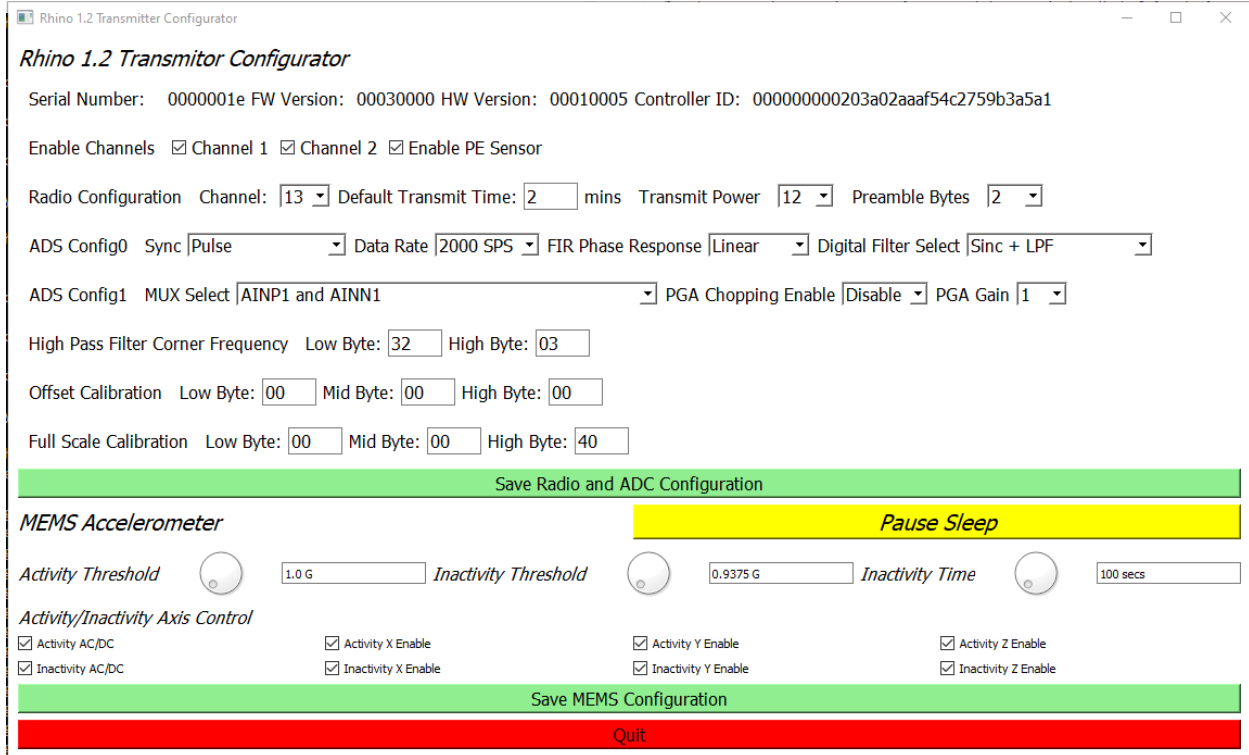 Rhino 1.2 Transmitter Configurator
Rhino 1.2 Transmitor Configurator
Serial Number: 0000001e FW Version: 00030000 HW Version: 00010005 Controller ID: 000000000203a02aaaf54c2759b3a5a1
Enable Channels Channel 1 Channel 2 Enable PE Sensor
Radio Configuration Channel: 13 Default Transmit Time: 2 mins Transmit Power 12 Preamble Bytes 2
ADS Config0 Sync Pulse Data Rate 2000 SPS FIR Phase Response Linear Digital Filter Select Sinc + LPF
ADS Config1 MUX Select AINP1 and AINN1 PGA Chopping Enable Disable PGA Gain 1
High Pass Filter Corner Frequency Low Byte: 32 High Byte: 03
Offset Calibration Low Byte: 00 Mid Byte: 00 High Byte: 00
Full Scale Calibration Low Byte: 00 Mid Byte: 00 High Byte: 40
Save Radio and ADC Configuration
MEMS Accelerometer Pause Sleep
Activity Threshold 1.0 G Inactivity Threshold 0.9375 G Inactivity Time 100 secs
Activity/Inactivity Axis Control
Activity AC/DC Activity X Enable Activity Y Enable Activity Z Enable
Inactivity AC/DC Inactivity X Enable Inactivity Y Enable Inactivity Z Enable
Save MEMS Configuration
Quit